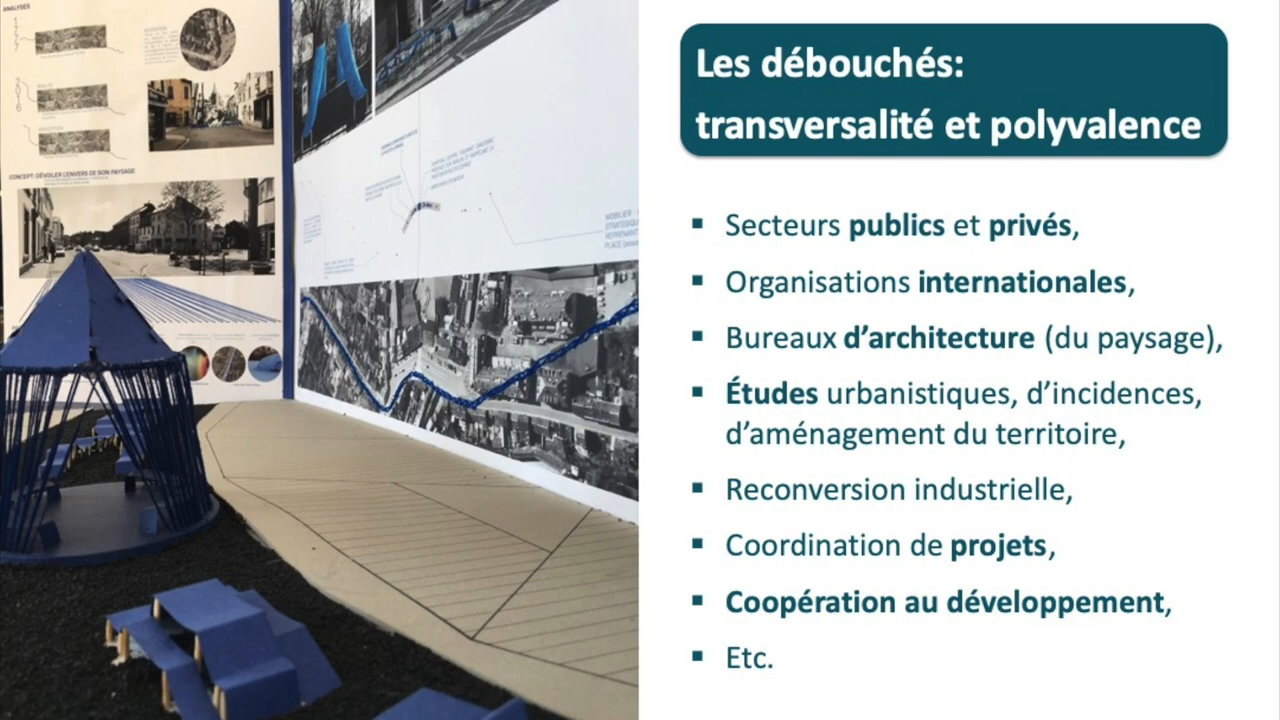 ANALYSES
CONCEPT: DÉVOILER L'ENVERS DE SON PAYSAGE
Les débouchés:
transversalité et polyvalence
▪ Secteurs publics et privés,
▪ Organisations internationales,
▪ Bureaux d’architecture (du paysage),
▪ Études urbanistiques, d’incidences,
d’aménagement du territoire,
▪ Reconversion industrielle,
▪ Coordination de projets,
▪ Coopération au développement,
▪ Etc.